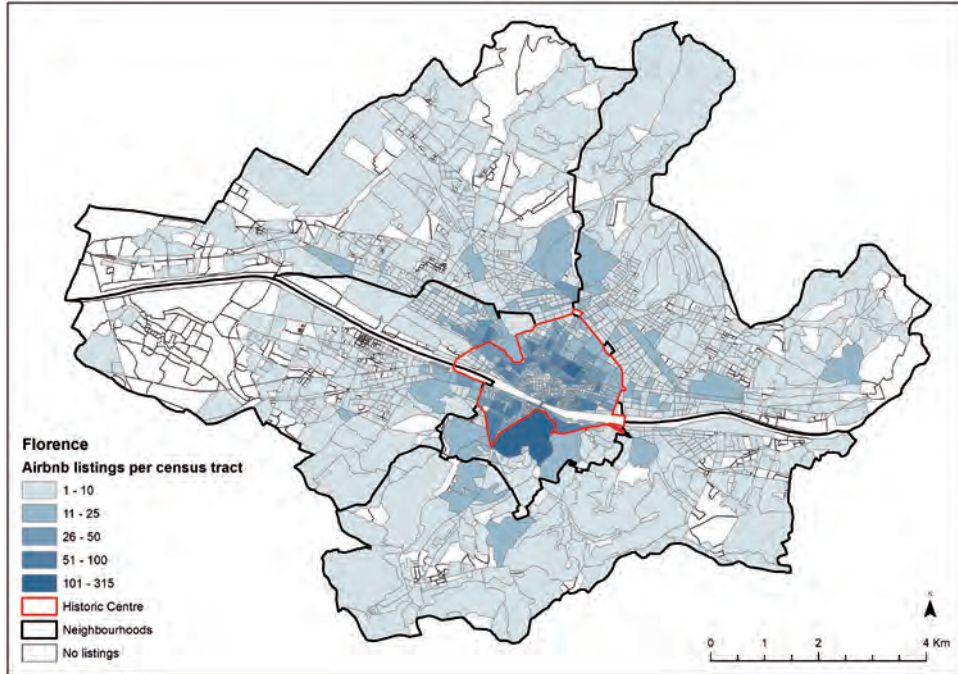 Florence
Airbnb listings per census tract
1 - 10
11 - 25
26 - 50
51 - 100
101 - 315
Historic Centre
Neighbourhoods
No listings
N
0 1 2 4 Km